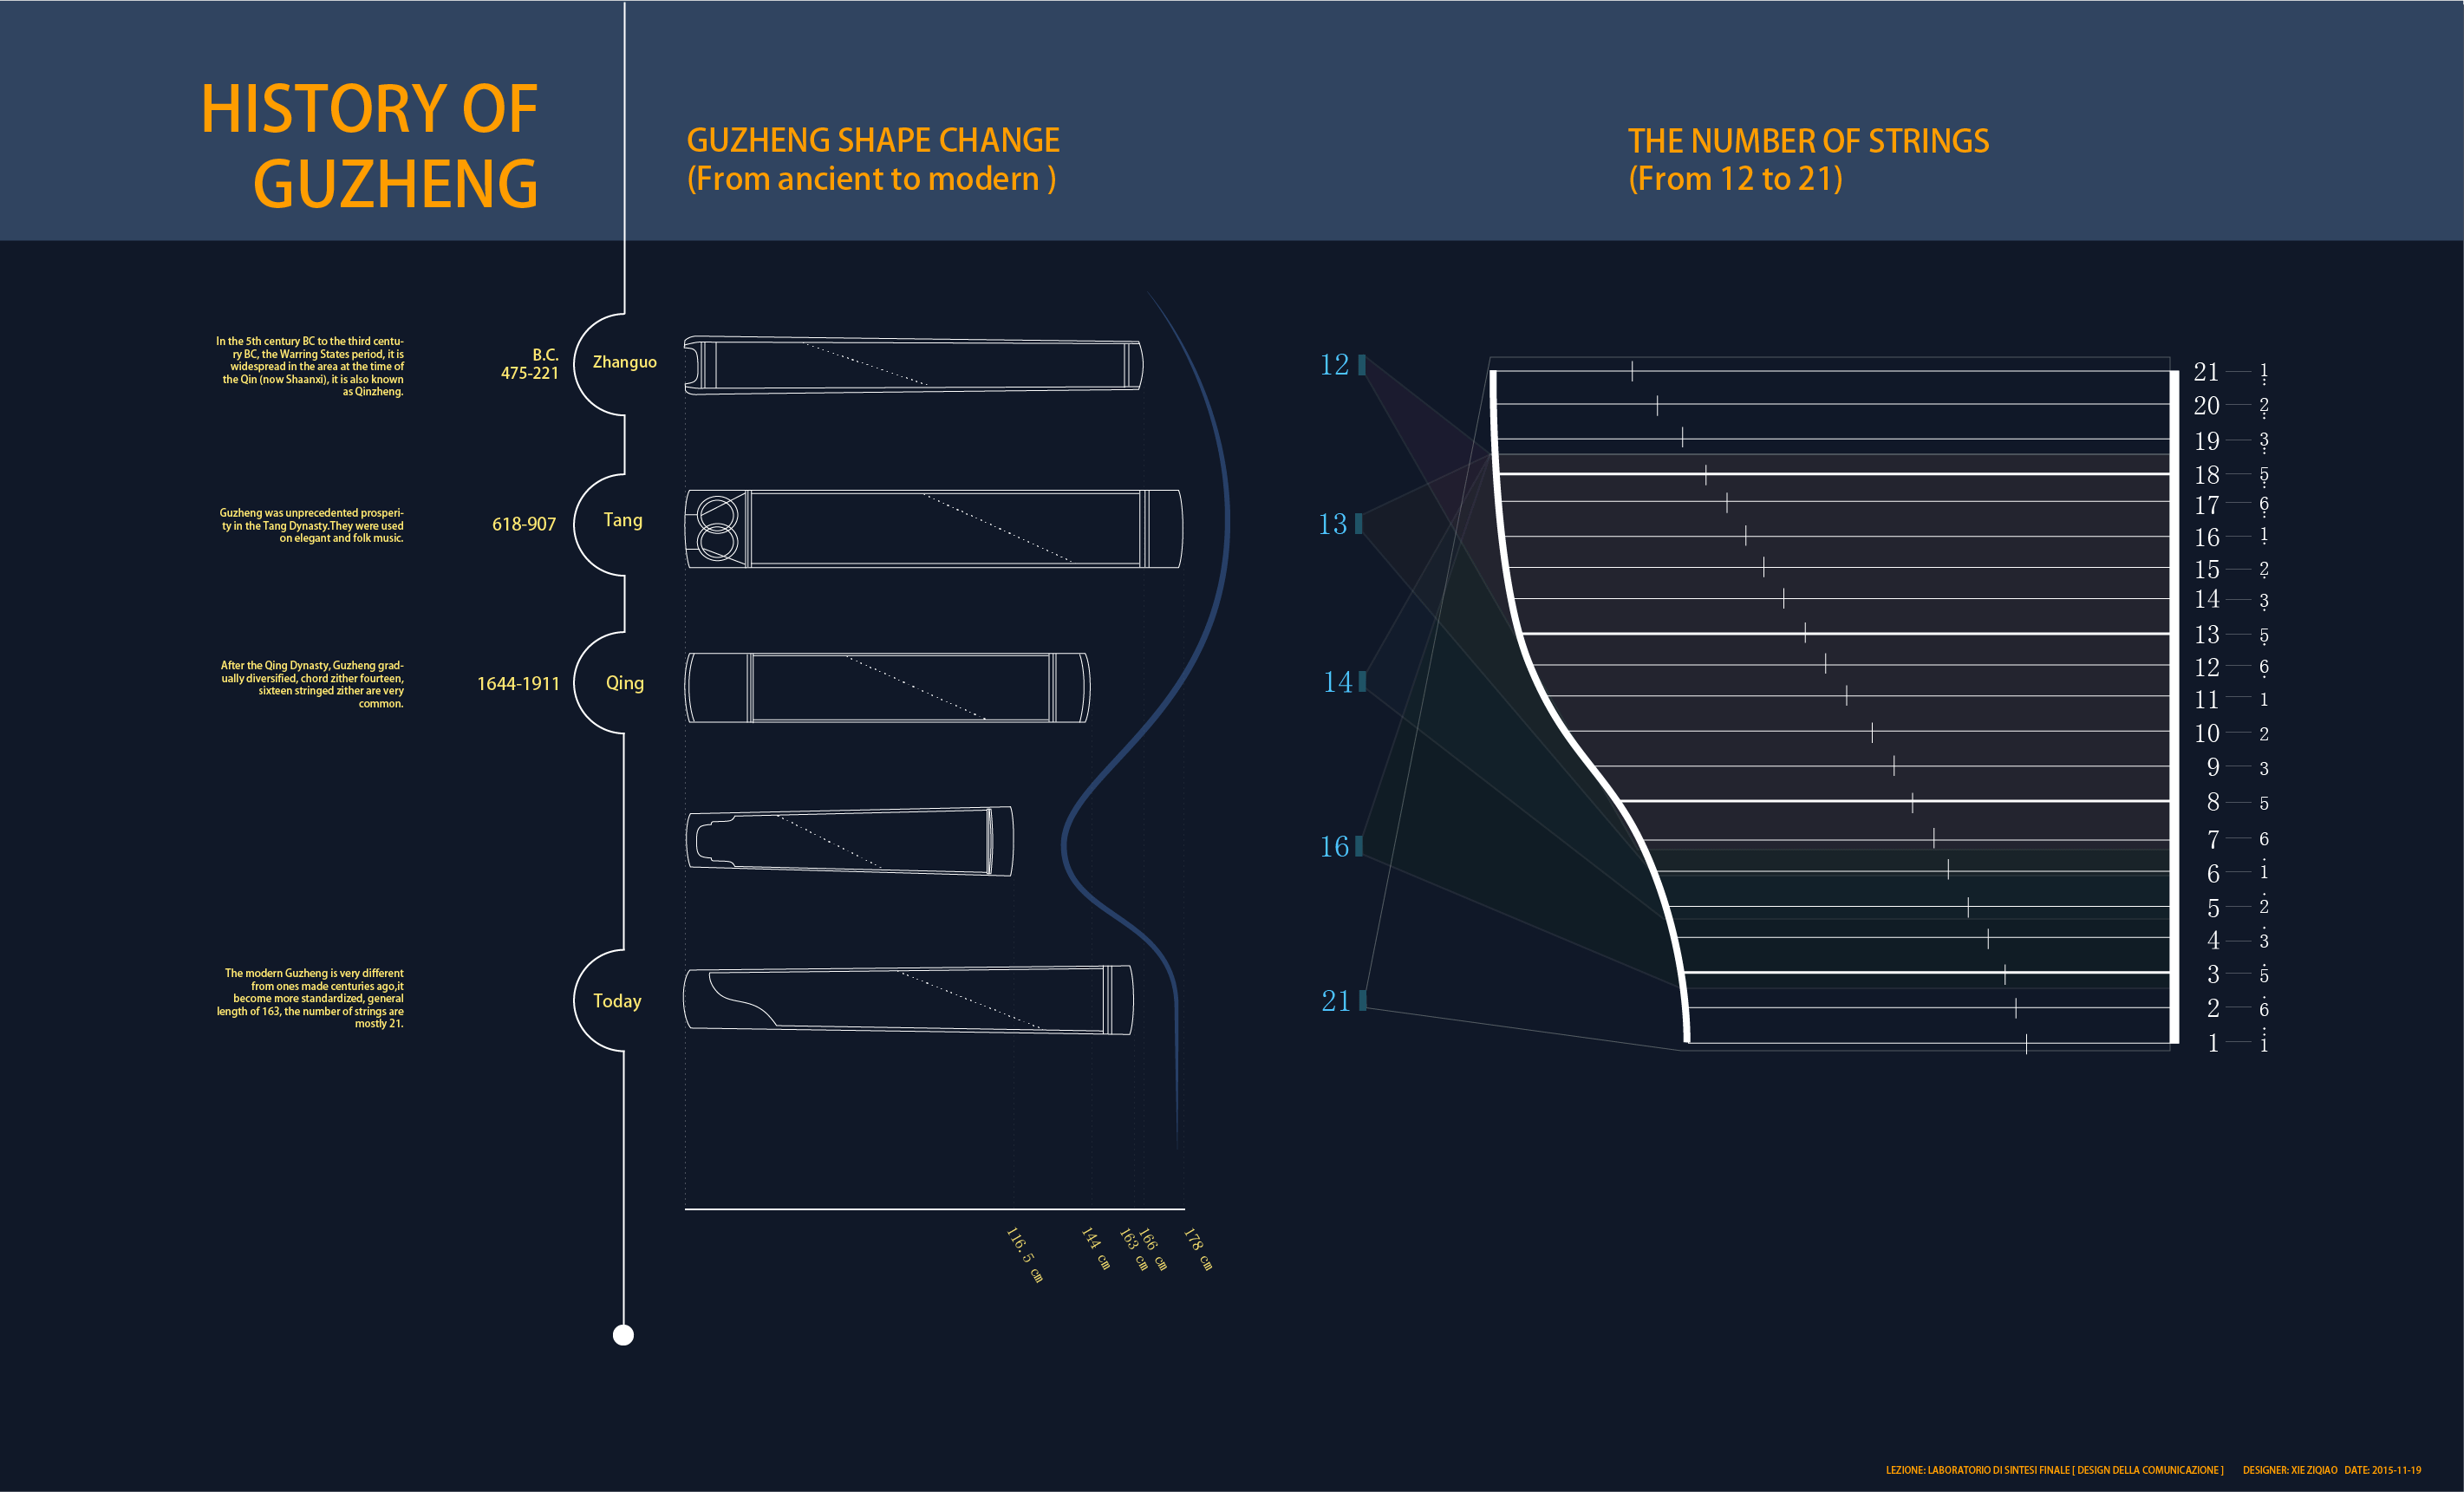 HISTORY OF
GUZHENG
GUZHENG SHAPE CHANGE
(From ancient to modern )
THE NUMBER OF STRINGS
(From 12 to 21)
In the 5th century BC to the third centu-
ry BC, the Warring States period, it is
widespread in the area at the time of
the Qin (now Shaanxi), it is also known
as Qinzheng.
B.C.
475-221
Zhanguo
Guzheng was unprecedented prosperi-
ty in the Tang Dynasty.They were used
on elegant and folk music.
618-907
Tang
After the Qing Dynasty, Guzheng grad-
ually diversified, chord zither fourteen,
sixteen stringed zither are very
common.
1644-1911
Qing
The modern Guzheng is very different
from ones made centuries ago,it
become more standardized, general
length of 163, the number of strings are
mostly 21.
Today
116.5 cm
144 cm
163 cm
166 cm
178 cm
12
13
14
16
21
21 1
20 2
19 3
18 5
17 6
16 1
15 2
14 3
13 5
12 6
11 1
10 2
9 3
8 5
7 6
6 1
5 2
4 3
3 5
2 6
1 1
LEZIONE: LABORATORIO DI SINTESI FINALE [ DESIGN DELLA COMUNICAZIONE ] DESIGNER: XIE ZIQIAO DATE: 2015-11-19